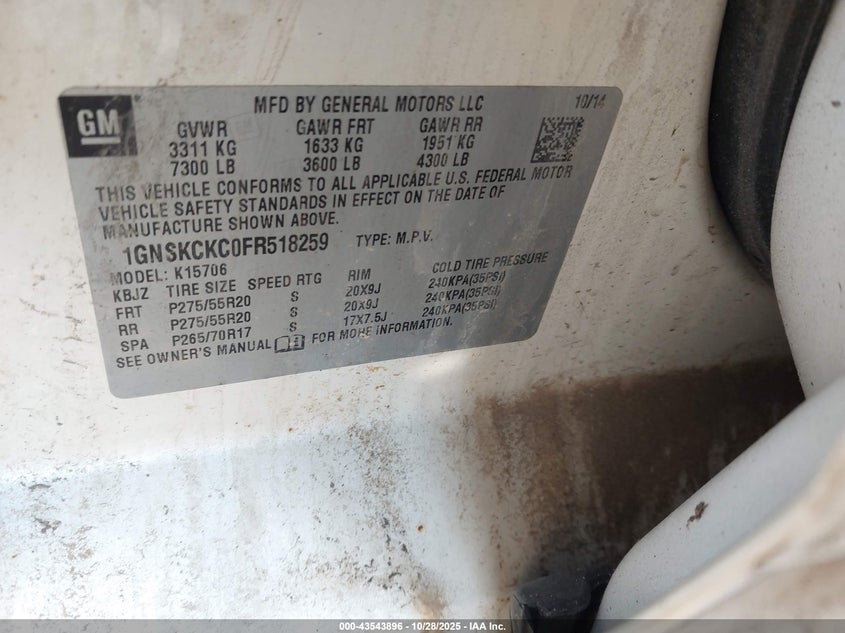 GM
MFD BY GENERAL MOTORS LLC 10/14
GVWR GAWR FRT GAWR RR
3311 KG 1633 KG 1951 KG
7300 LB 3600 LB 4300 LB
THIS VEHICLE CONFORMS TO ALL APPLICABLE U.S. FEDERAL MOTOR
VEHICLE SAFETY STANDARDS IN EFFECT ON THE DATE OF
MANUFACTURE SHOWN ABOVE.
1GNSKCKC0FR518259 TYPE: M.P.V.
MODEL: K15706
KBJZ TIRE SIZE SPEED RTG RIM COLD TIRE PRESSURE
FRT P275/55R20 S 20X9J 240KPA(35PSI)
RR P275/55R20 S 20X9J 240KPA(35PSI)
SPA P265/70R17 S 17X7.5J 240KPA(35PSI)
SEE OWNER'S MANUAL FOR MORE INFORMATION.
000-43543896 - 10/28/2025 - IAA Inc.